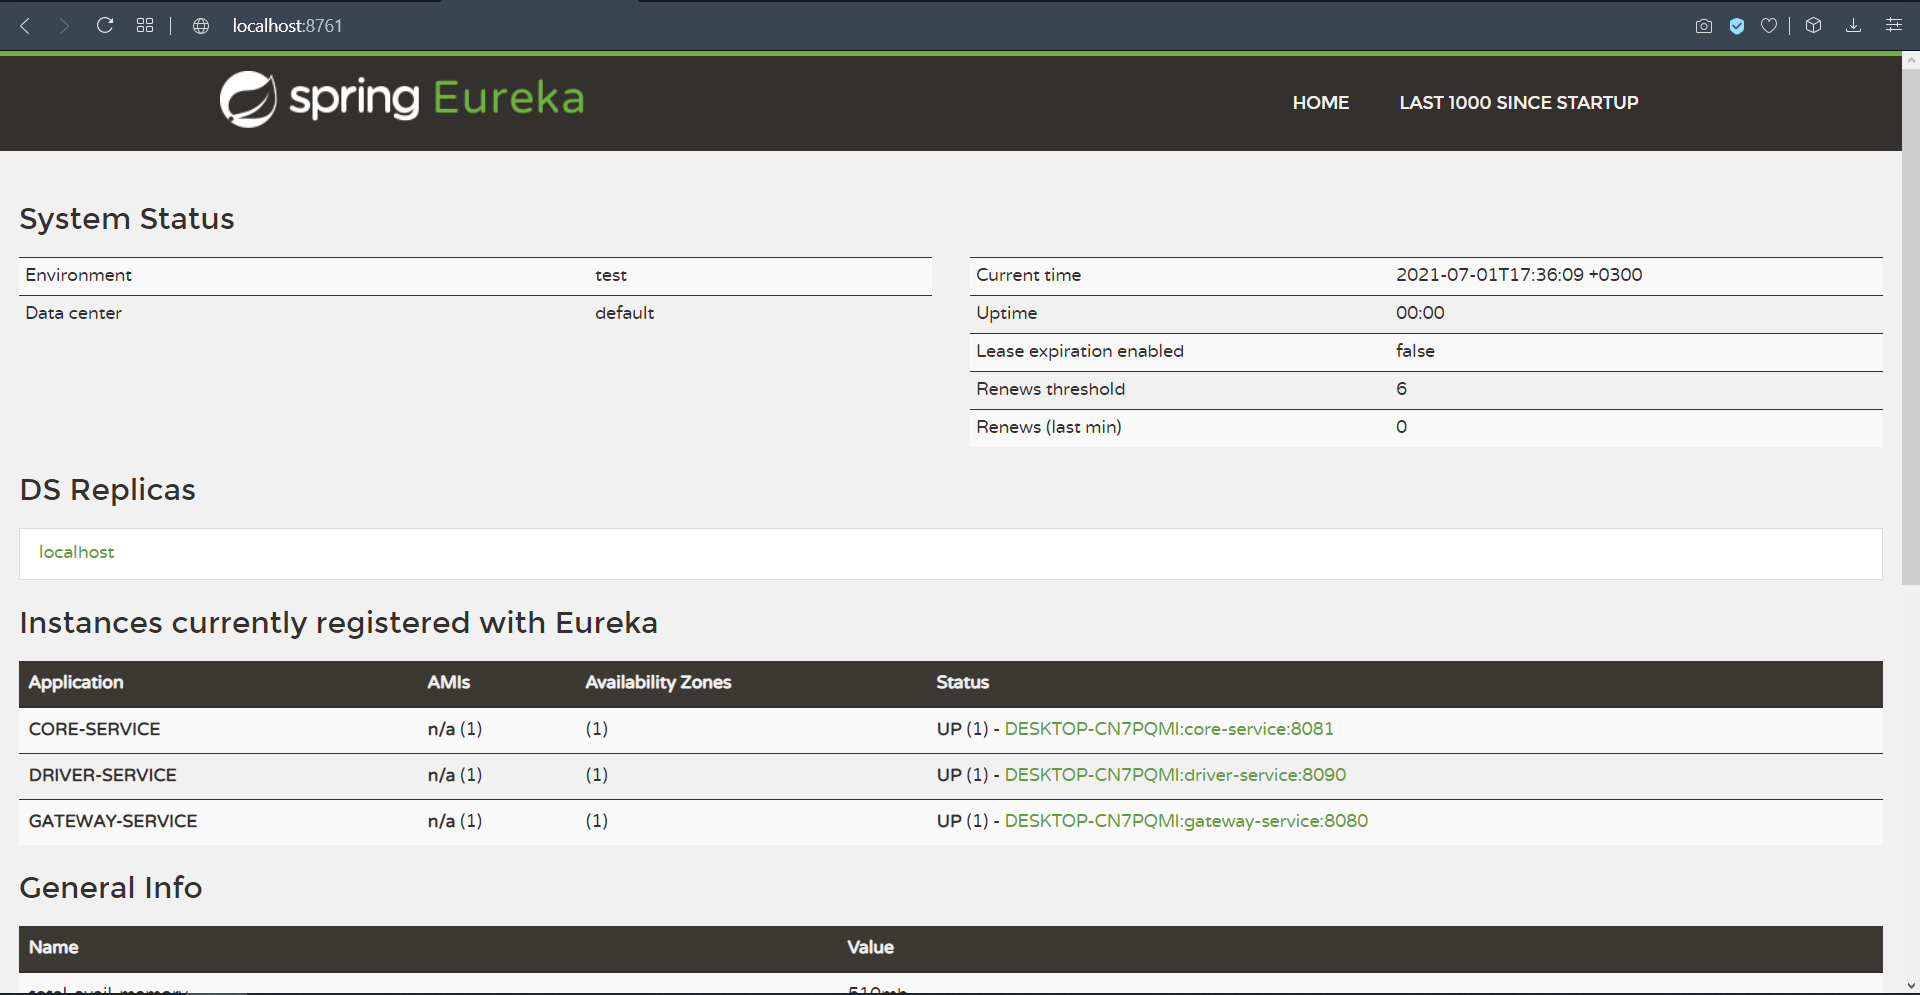 localhost:8761
spring Eureka
HOME LAST 1000 SINCE STARTUP
System Status
Environment test
Data center default
Current time 2021-07-01T17:36:09 +0300
Uptime 00:00
Lease expiration enabled false
Renews threshold 6
Renews (last min) 0
DS Replicas
localhost
Instances currently registered with Eureka
Application AMIs Availability Zones Status
CORE-SERVICE n/a (1) (1) UP (1) - DESKTOP-CN7PQMI:core-service:8081
DRIVER-SERVICE n/a (1) (1) UP (1) - DESKTOP-CN7PQMI:driver-service:8090
GATEWAY-SERVICE n/a (1) (1) UP (1) - DESKTOP-CN7PQMI:gateway-service:8080
General Info
Name Value
total-avail-memory